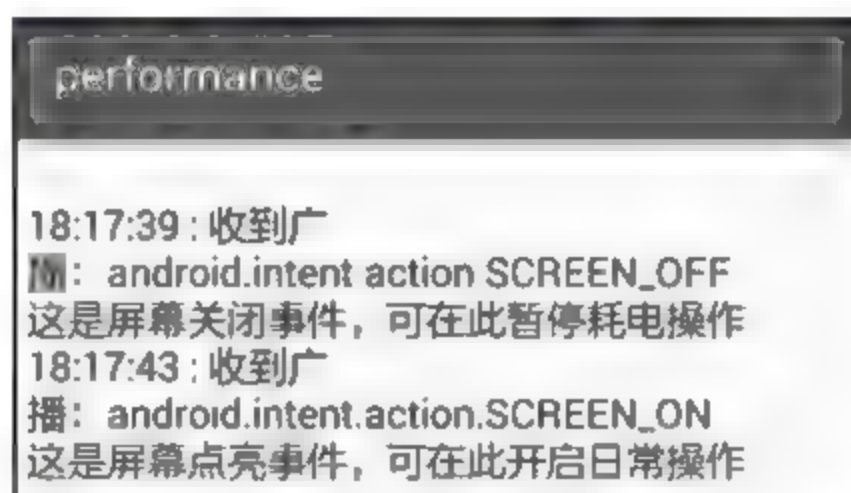 performance
18:17:39 : 收到广
: android.intent action SCREEN_OFF
这是屏幕关闭事件，可在此暂停耗电操作
18:17:43 : 收到广
播：android.intent.action.SCREEN_ON
这是屏幕点亮事件，可在此开启日常操作